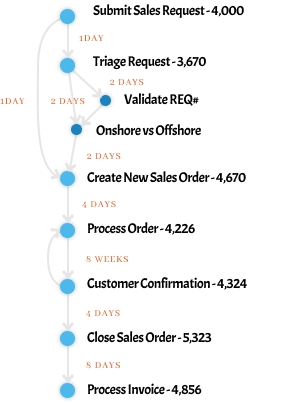 Submit Sales Request - 4,000
1DAY
Triage Request - 3,670
2 DAYS
1DAY
2 DAYS
Validate REQ#
Onshore vs Offshore
2 DAYS
Create New Sales Order - 4,670
4 DAYS
Process Order - 4,226
8 WEEKS
Customer Confirmation - 4,324
4 DAYS
Close Sales Order - 5,323
8 DAYS
Process Invoice - 4,856